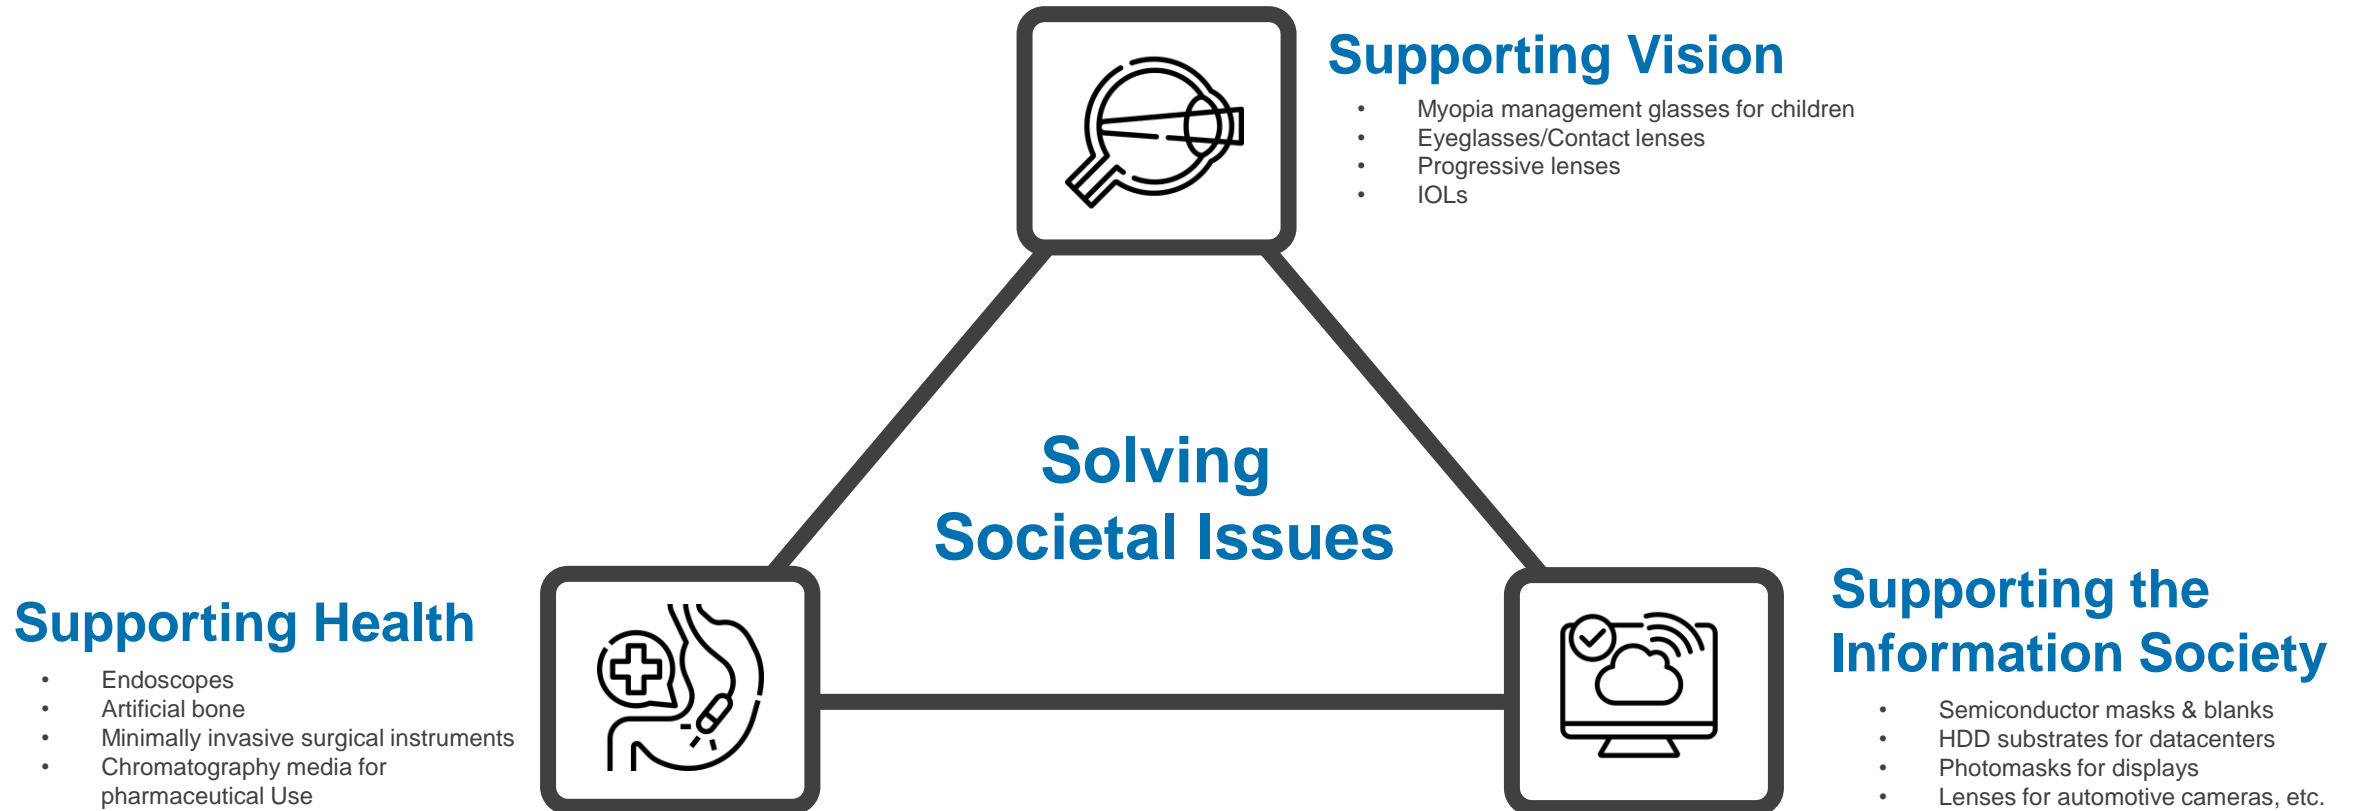 Supporting Vision
• Myopia management glasses for children
• Eyeglasses/Contact lenses
• Progressive lenses
• IOLs
Solving
Societal Issues
Supporting Health
• Endoscopes
• Artificial bone
• Minimally invasive surgical instruments
• Chromatography media for
pharmaceutical Use
Supporting the
Information Society
• Semiconductor masks & blanks
• HDD substrates for datacenters
• Photomasks for displays
• Lenses for automotive cameras, etc.